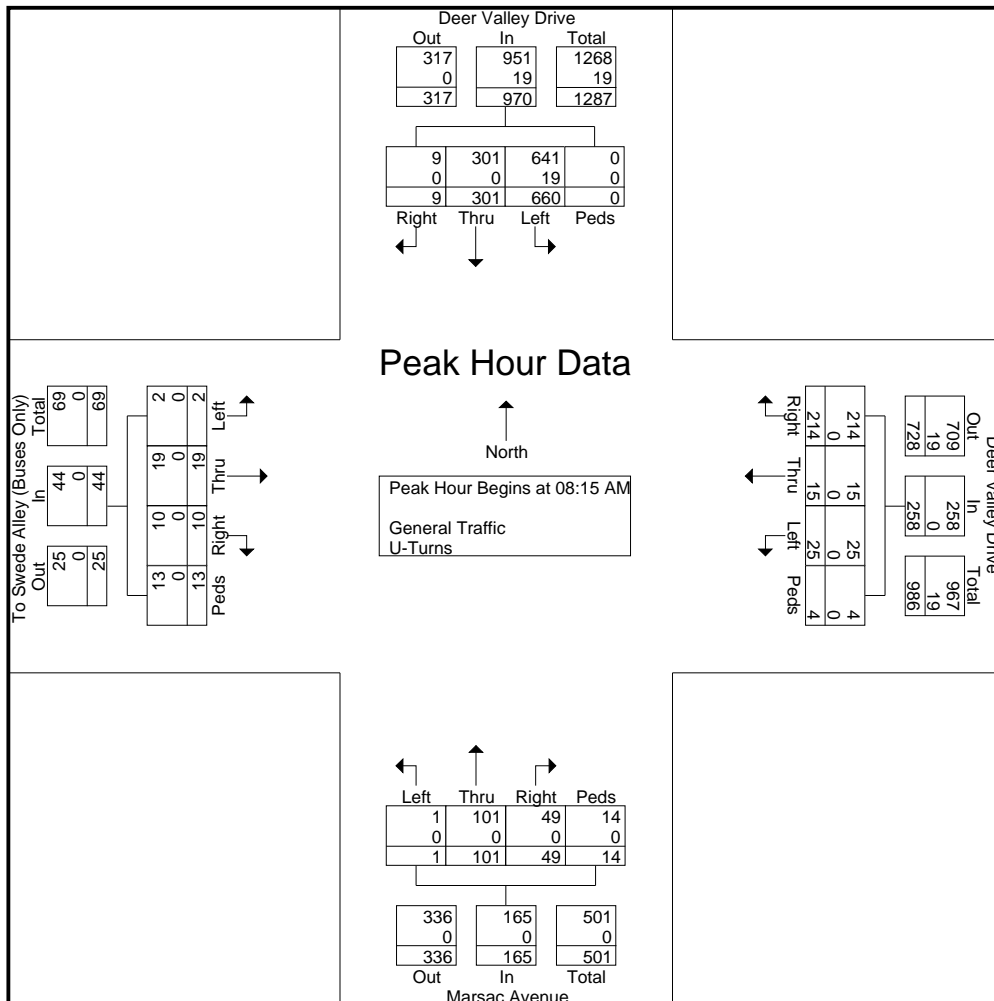 Deer Valley Drive
Out In Total
317 951 1268
0 19 19
317 970 1287
9 301 641 0
0 0 19 0
9 301 660 0
Right Thru Left Peds
Peak Hour Data
North
Peak Hour Begins at 08:15 AM
General Traffic
U-Turns
To Swede Alley (Buses Only)
Out In Total
25 44 69
0 0 0
25 44 69
13 10 19 2
0 0 0 0
13 10 19 2
Peds Right Thru Left
Deer Valley Drive
Out In Total
709 258 967
19 0 19
728 258 986
214 15 25 4
0 0 0 0
214 15 25 4
Right Thru Left Peds
Left Thru Right Peds
1 101 49 14
0 0 0 0
1 101 49 14
336 165 501
0 0 0
336 165 501
Out In Total
Marsac Avenue